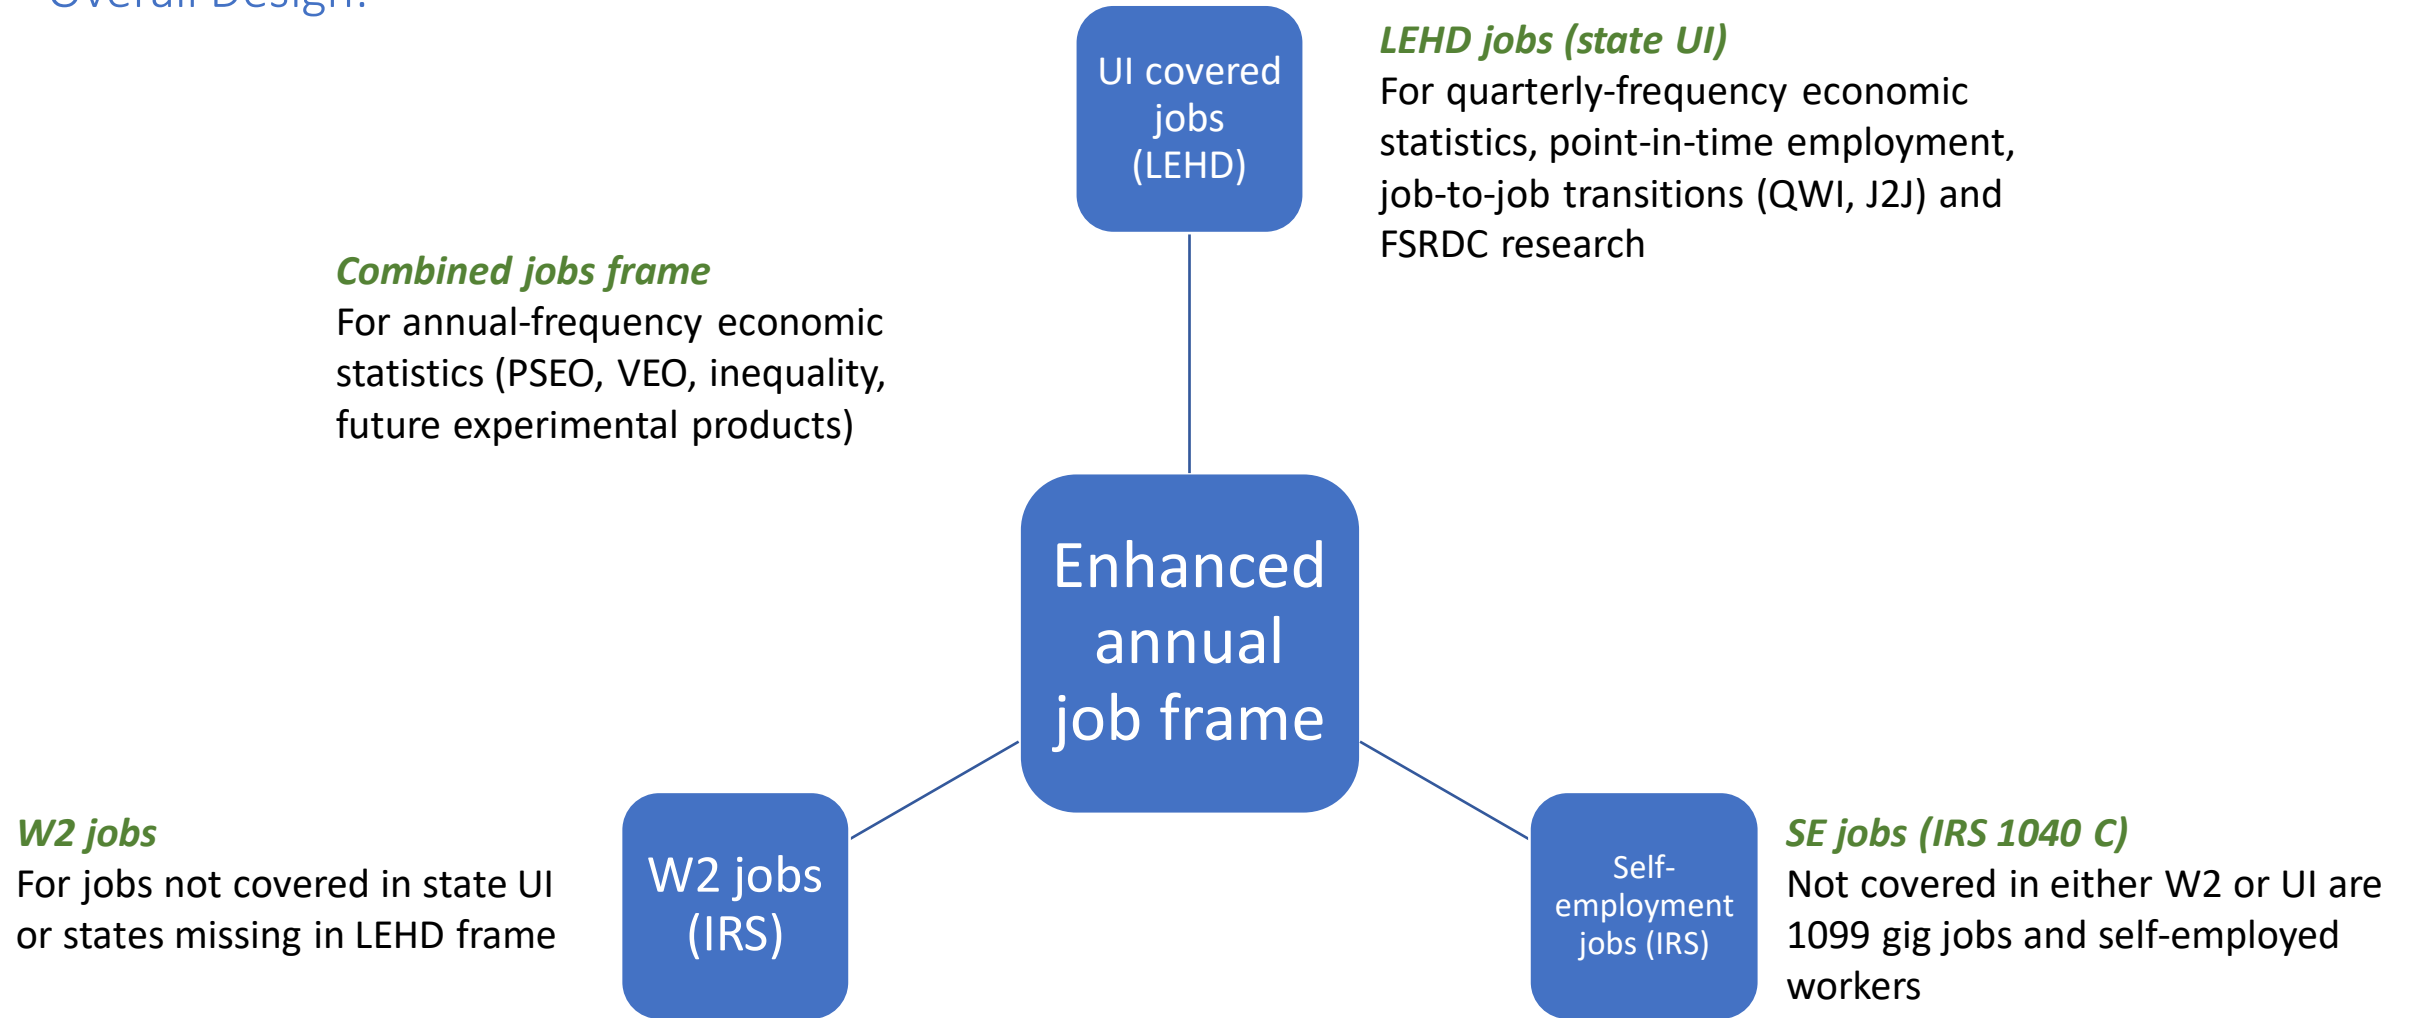 Overall Design:
UI covered
jobs
(LEHD)
LEHD jobs (state UI)
For quarterly-frequency economic
statistics, point-in-time employment,
job-to-job transitions (QWI, J2J) and
FSRDC research
Combined jobs frame
For annual-frequency economic
statistics (PSEO, VEO, inequality,
future experimental products)
Enhanced
annual
job frame
W2 jobs
For jobs not covered in state UI
or states missing in LEHD frame
W2 jobs
(IRS)
Self-
employment
jobs (IRS)
SE jobs (IRS 1040 C)
Not covered in either W2 or UI are
1099 gig jobs and self-employed
workers